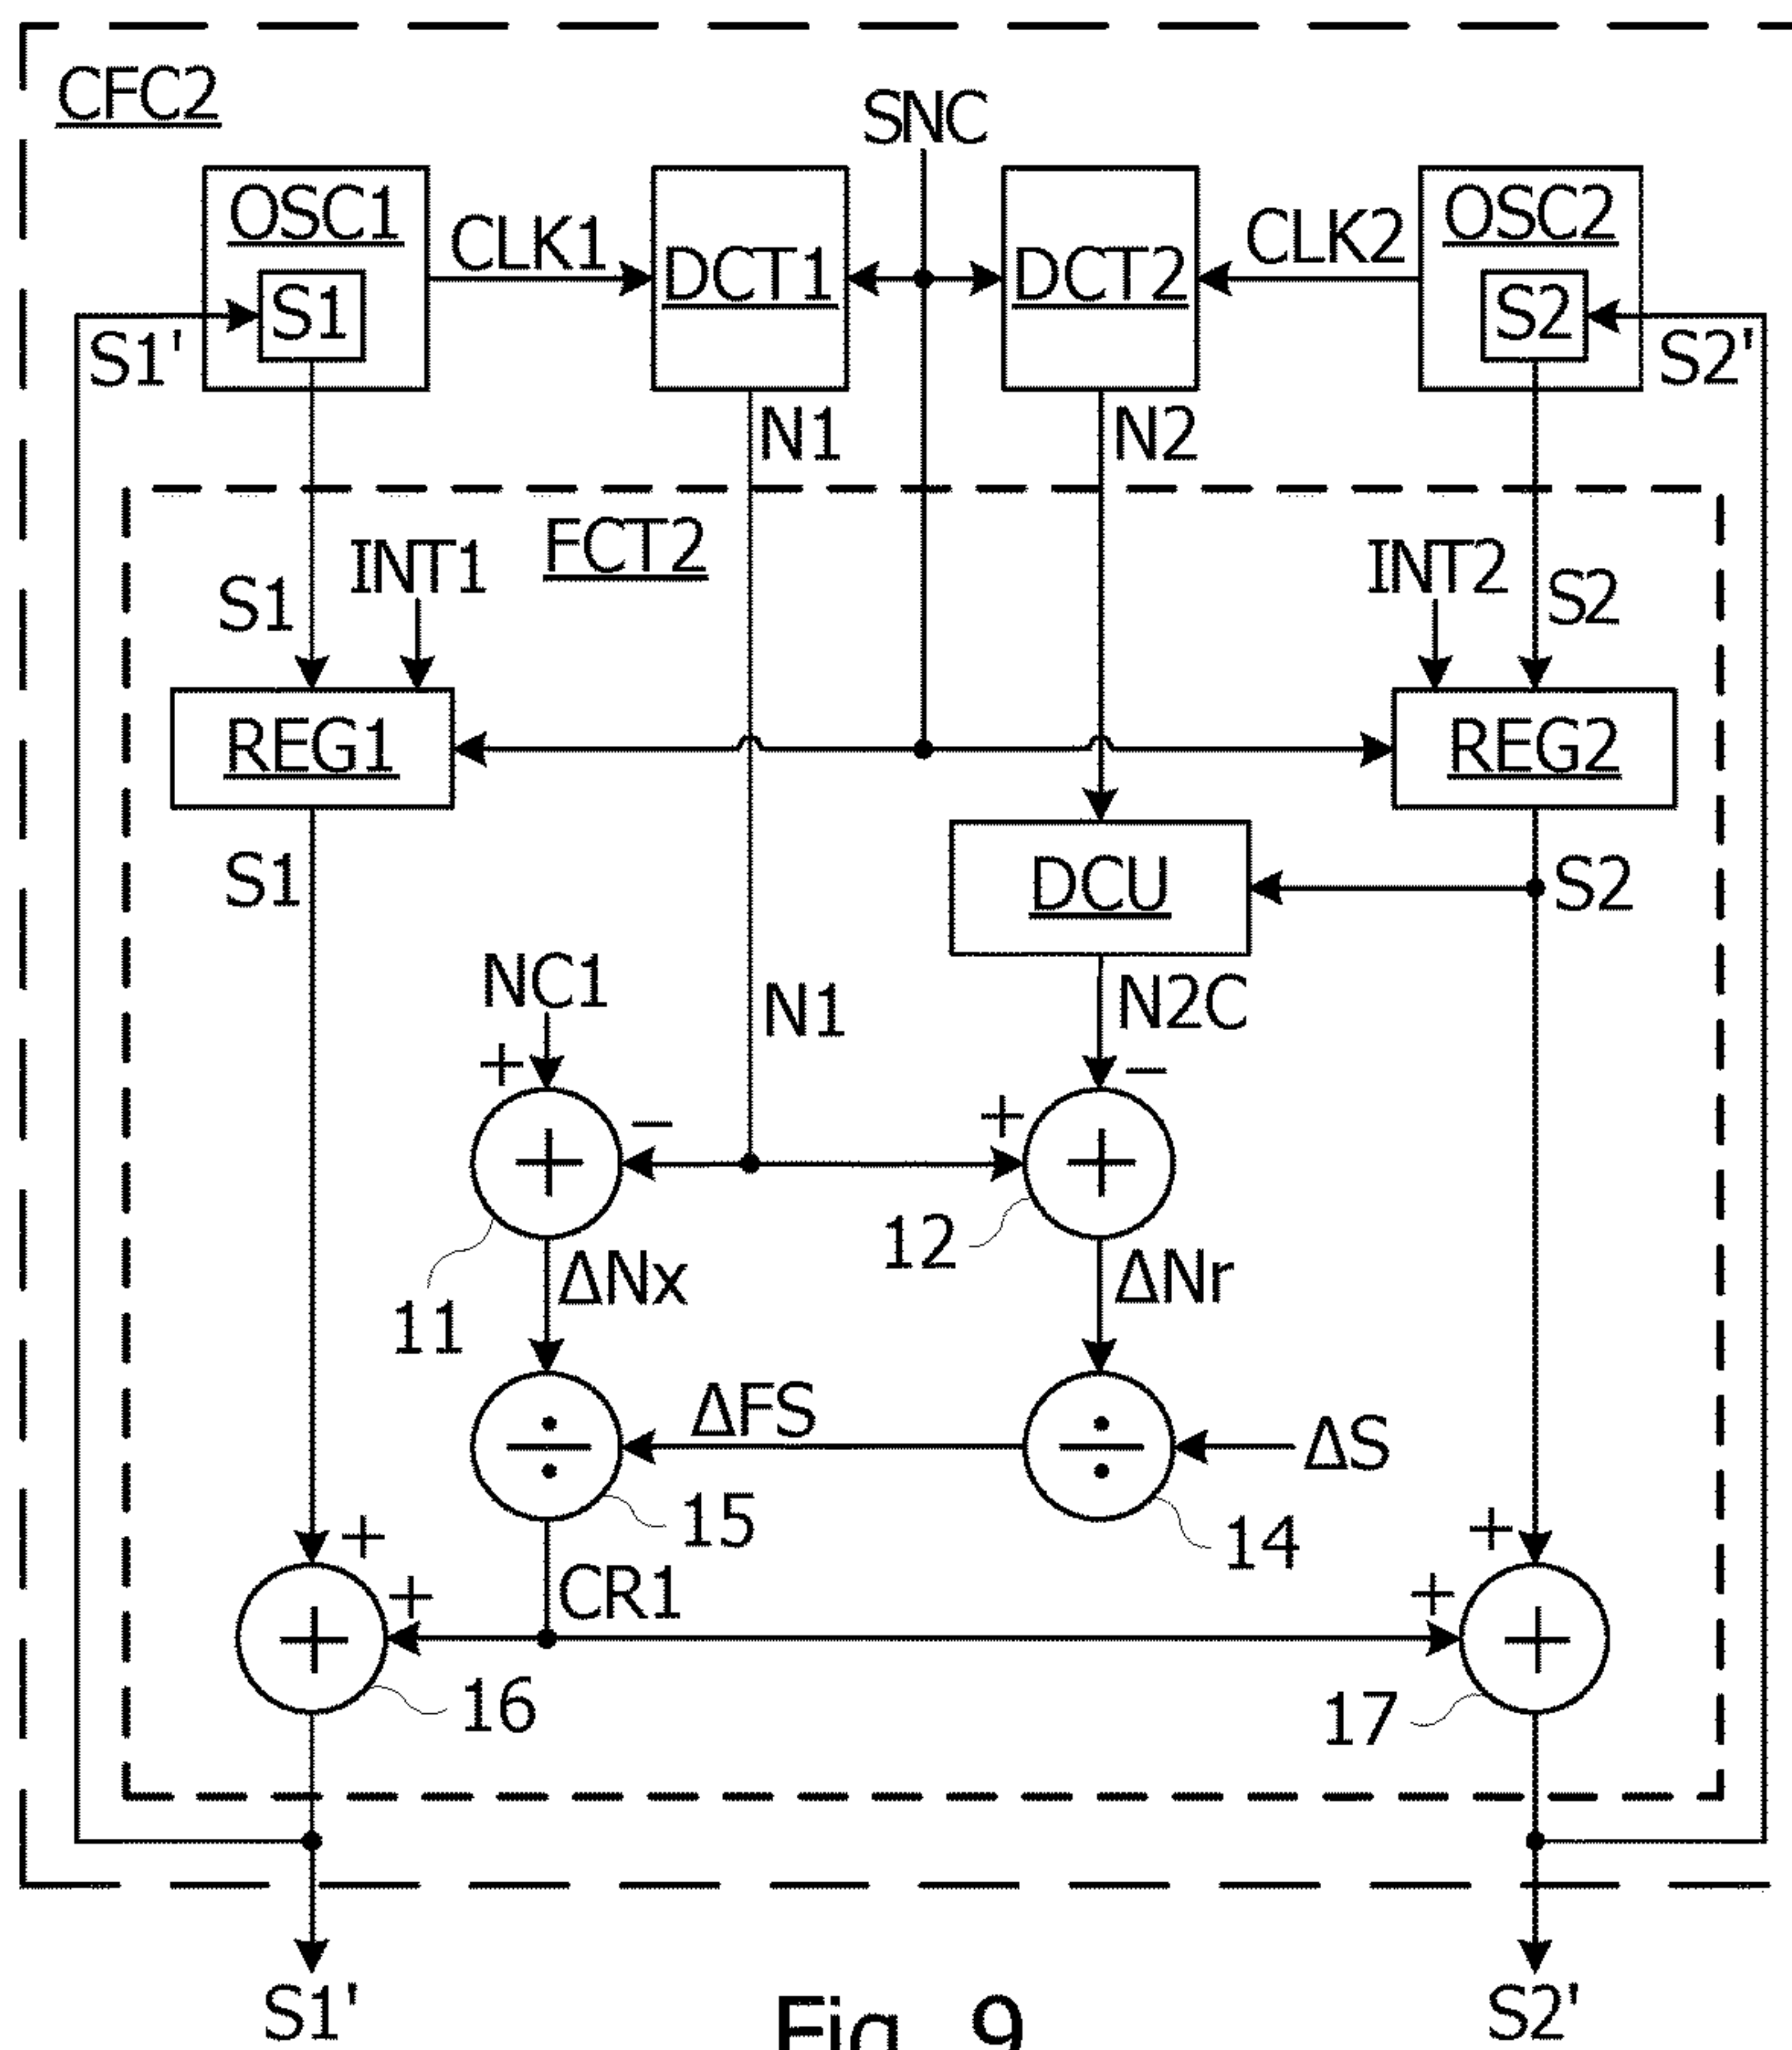 CFC2
SNC
OSC1
CLK1
DCT1
DCT2
CLK2
OSC2
S1
S2
S1'
S2'
N1
N2
FCT2
INT1
INT2
S1
S2
REG1
REG2
S1
DCU
S2
NC1
N1
N2C
+
−
+
−
+
+
12
11
ΔNx
ΔNr
ΔFS
ΔS
÷
÷
15
14
+
+
CR1
+
+
+
+
16
17
S1'
S2'
Fig. 9